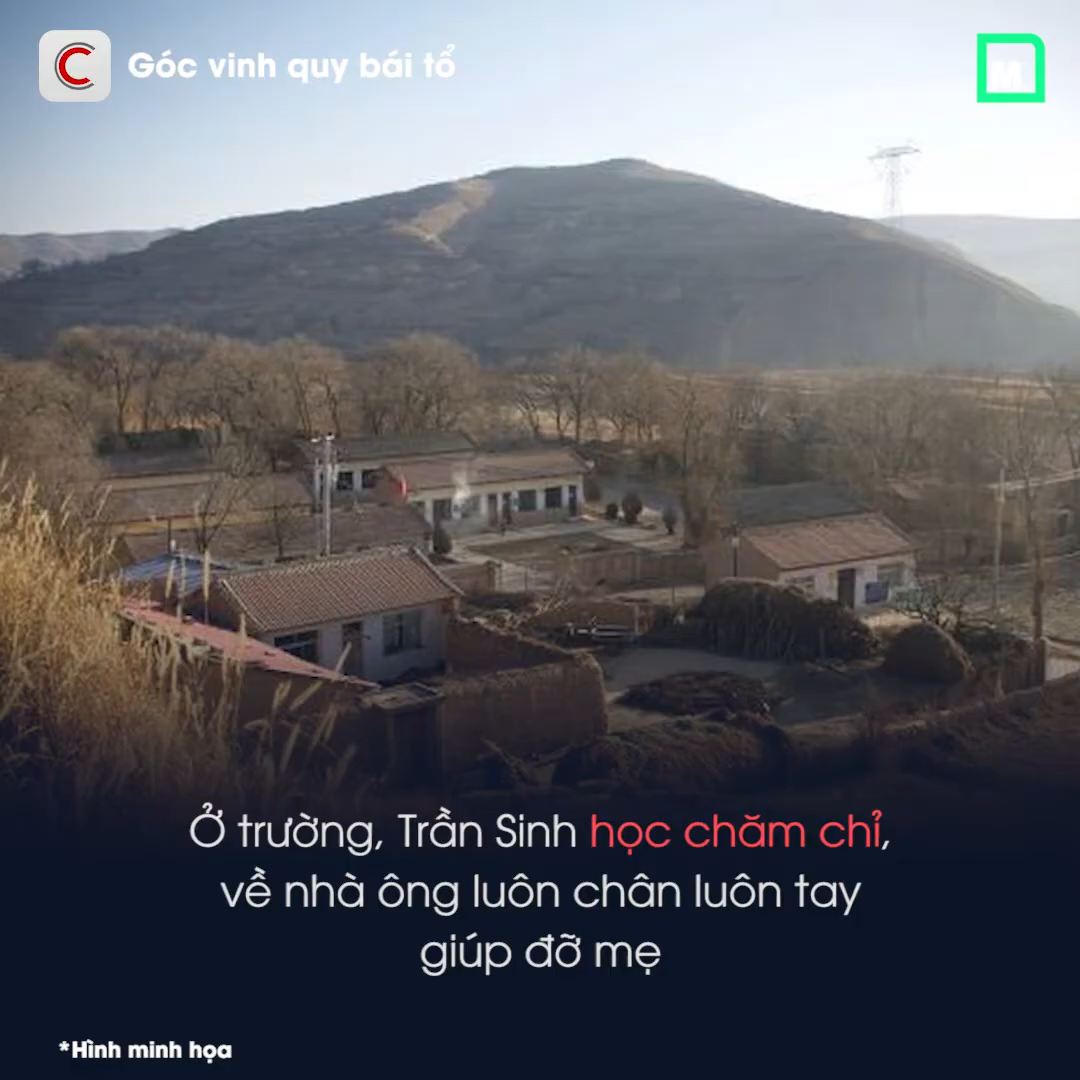 C
Góc vinh quy bái tổ
M
Ở trường, Trần Sinh học chăm chỉ,
về nhà ông luôn chân luôn tay
giúp đỡ mẹ
*Hình minh họa